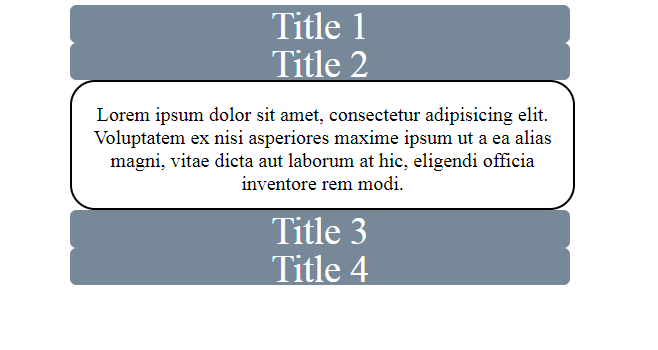 Title 1
Title 2
Lorem ipsum dolor sit amet, consectetur adipisicing elit.
Voluptatem ex nisi asperiores maxime ipsum ut a ea alias
magni, vitae dicta aut laborum at hic, eligendi officia
inventore rem modi.
Title 3
Title 4